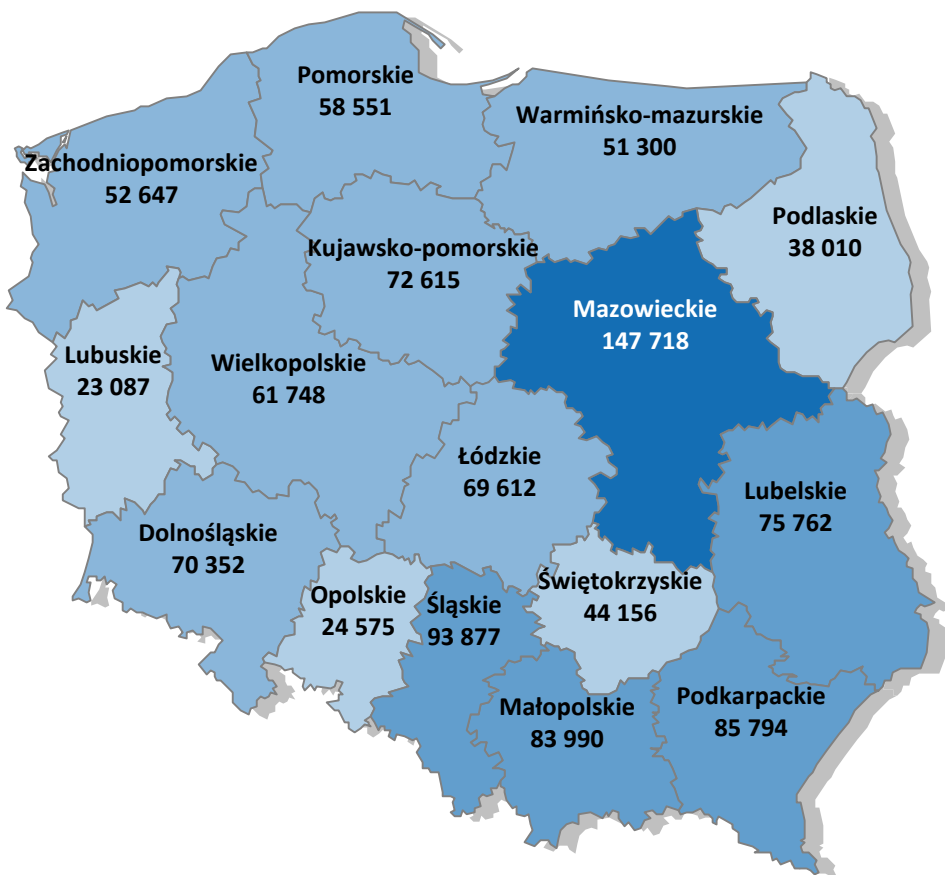 Pomorskie
58 551
Warmińsko-mazurskie
51 300
Zachodniopomorskie
52 647
Podlaskie
38 010
Kujawsko-pomorskie
72 615
Mazowieckie
147 718
Lubuskie
23 087
Wielkopolskie
61 748
Łódzkie
69 612
Lubelskie
75 762
Dolnośląskie
70 352
Opolskie
24 575
Śląskie
93 877
Świętokrzyskie
44 156
Małopolskie
83 990
Podkarpackie
85 794